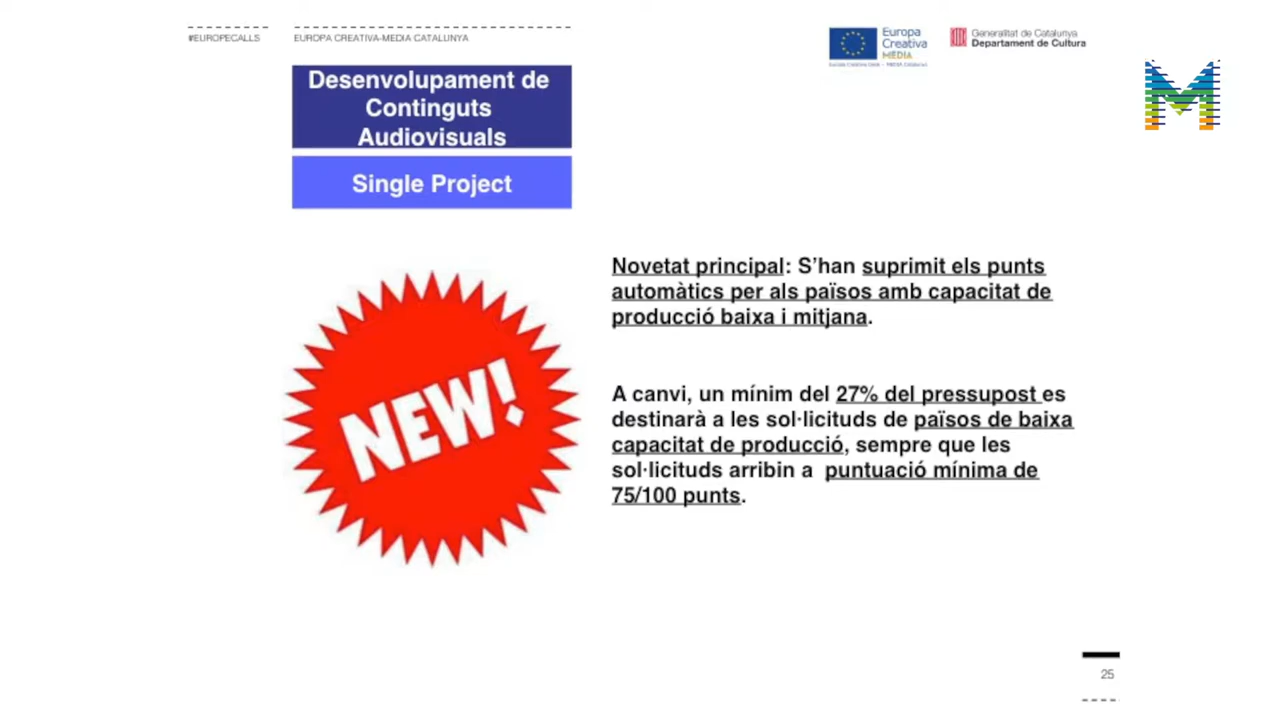 #EUROPECALLS
EUROPA CREATIVA-MEDIA CATALUNYA
Europa
Creativa
MEDIA
Generalitat de Catalunya
Departament de Cultura
Desenvolupament de
Continguts
Audiovisuals
Single Project
NEW!
Novetat principal: S’han suprimit els punts
automàtics per als països amb capacitat de
producció baixa i mitjana.
A canvi, un mínim del 27% del pressupost es
destinarà a les sol·licituds de països de baixa
capacitat de producció, sempre que les
sol·licituds arribin a puntuació mínima de
75/100 punts.
25